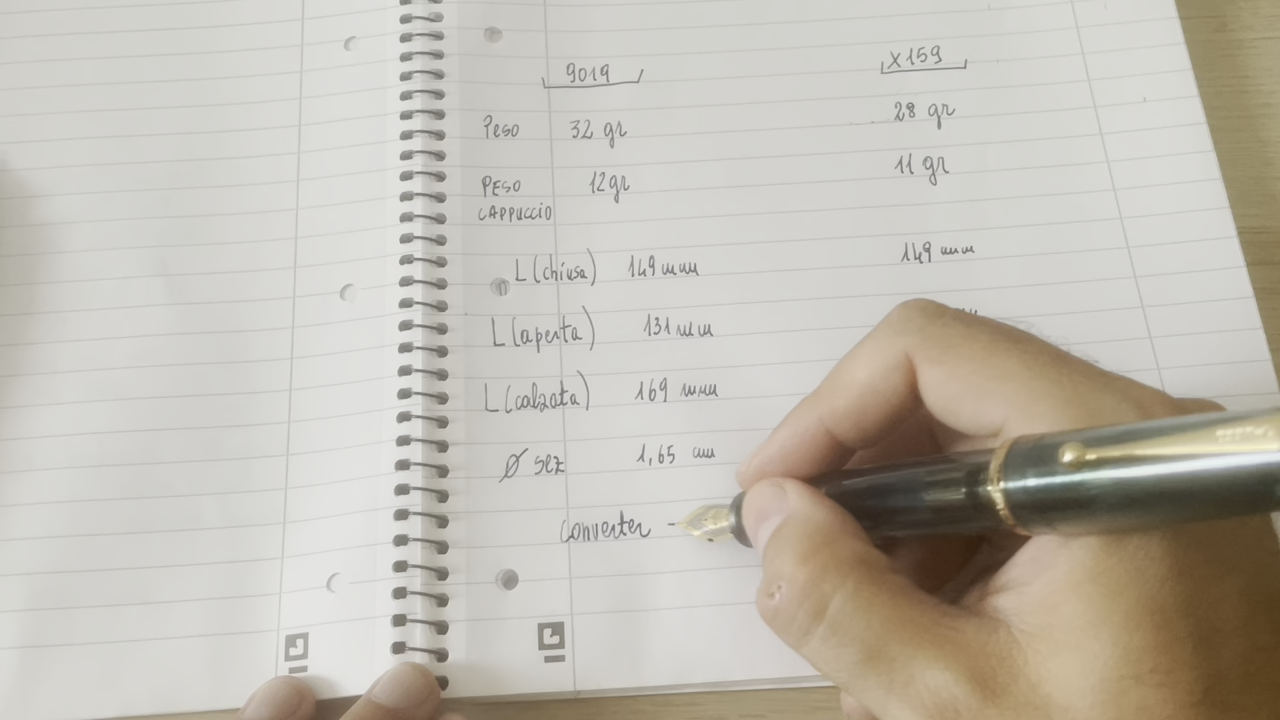 9019 X159
Peso 32 gr 28 gr
PESO 12gr 11 gr
CAPPUCCIO
L(chiusa) 149 mm 149 mm
L(aperta) 131 mm
L(calzata) 169 mm
Ø sez 1,65 cm
Converter -